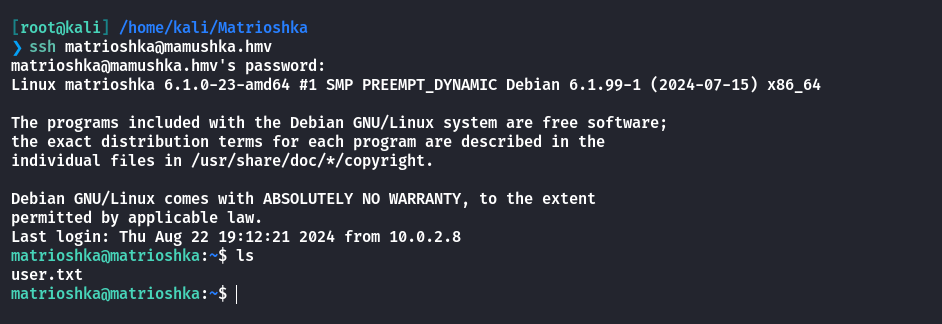 [root@kali] /home/kali/Matrioshka
❯ ssh matrioshka@mamushka.hmv
matrioshka@mamushka.hmv's password:
Linux matrioshka 6.1.0-23-amd64 #1 SMP PREEMPT_DYNAMIC Debian 6.1.99-1 (2024-07-15) x86_64

The programs included with the Debian GNU/Linux system are free software;
the exact distribution terms for each program are described in the
individual files in /usr/share/doc/*/copyright.

Debian GNU/Linux comes with ABSOLUTELY NO WARRANTY, to the extent
permitted by applicable law.
Last login: Thu Aug 22 19:12:21 2024 from 10.0.2.8
matrioshka@matrioshka:~$ ls
user.txt
matrioshka@matrioshka:~$